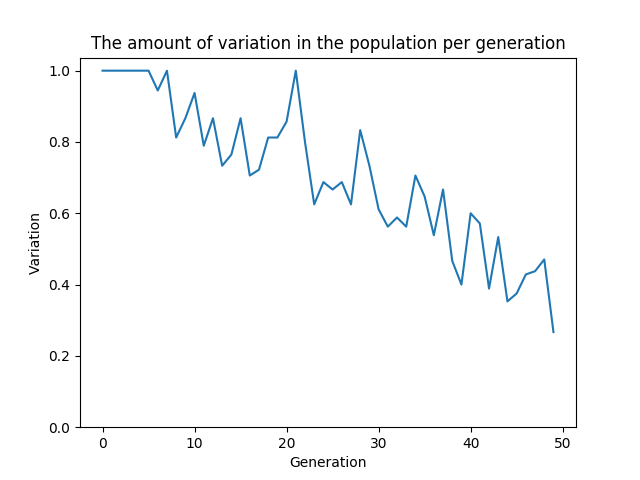 The amount of variation in the population per generation
1.0
0.8
0.6
0.4
0.2
0.0
Variation
0 10 20 30 40 50
Generation